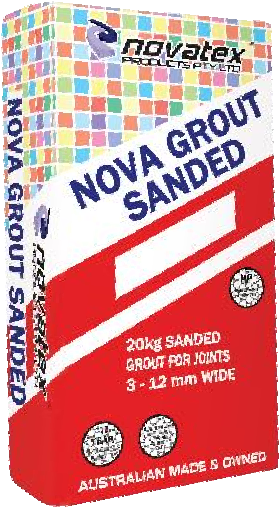 novatex
PRODUCTS PTY LTD
NOVA GROUT
SANDED
20kg SANDED
GROUT FOR JOINTS
3 - 12 mm WIDE
AUSTRALIAN MADE & OWNED
NOVA GROUT SANDED
novatex